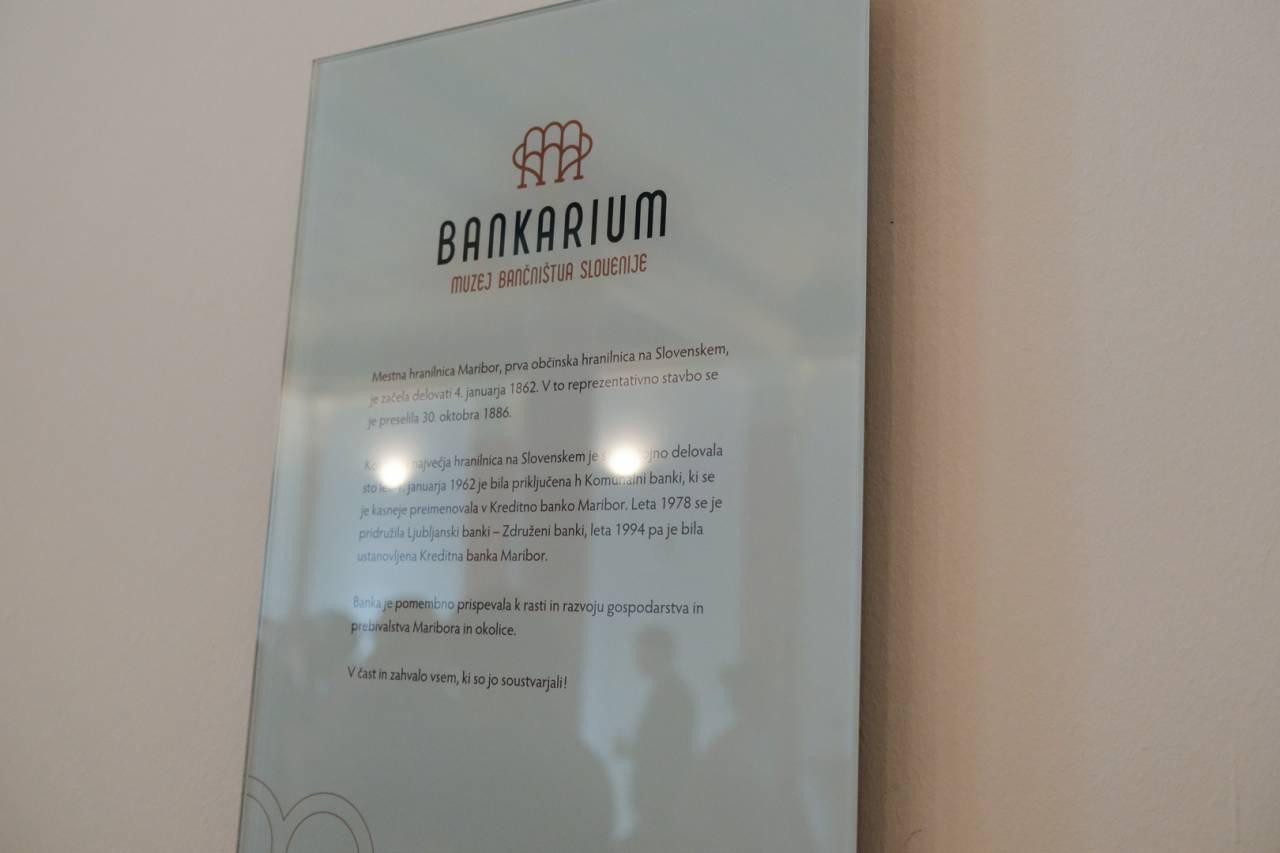 BANKARIUM
MUZEJ BANČNIŠTVA SLOVENIJE
Mestna hranilnica Maribor, prva občinska hranilnica na Slovenskem,
je začela delovati 4. januarja 1862. V to reprezentativno stavbo se
je preselila 30. oktobra 1886.
največja hranilnica na Slovenskem je delovala
sto januarja 1962 je bila priključena h Komunalni banki, ki se
je kasneje preimenovala v Kreditno banko Maribor. Leta 1978 se je
pridružila Ljubljanski banki – Združeni banki, leta 1994 pa je bila
ustanovljena Kreditna banka Maribor.
Banka je pomembno prispevala k rasti in razvoju gospodarstva in
prebivalstva Maribora in okolice.
V čast in zahvalo vsem, ki so jo soustvarjali!